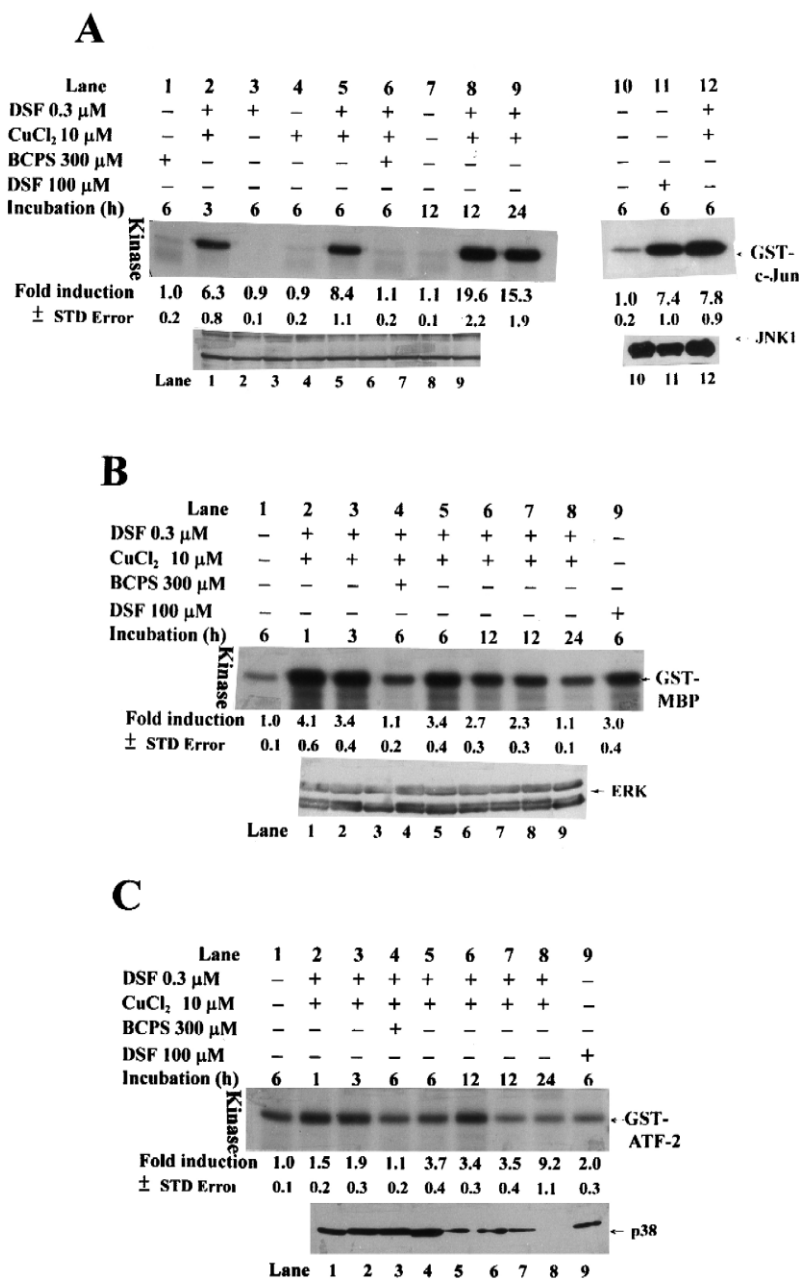 A
Lane 1 2 3 4 5 6 7 8 9 10 11 12
DSF 0.3 μM – + + – + + – + + – – +
CuCl₂ 10 μM – + – + + + – + + – – +
BCPS 300 μM + – – – – + – – – – – –
DSF 100 μM – – – – – – – – – – + –
Incubation (h) 6 3 6 6 6 6 12 12 24 6 6 6
Kinase
GST-
c-Jun
Fold induction 1.0 6.3 0.9 0.9 8.4 1.1 1.1 19.6 15.3 1.0 7.4 7.8
± STD Error 0.2 0.8 0.1 0.2 1.1 0.2 0.1 2.2 1.9 0.2 1.0 0.9
JNK1
Lane 1 2 3 4 5 6 7 8 9 10 11 12
B
Lane 1 2 3 4 5 6 7 8 9
DSF 0.3 μM – + + + + + + + –
CuCl₂ 10 μM – + + + + + + + –
BCPS 300 μM – – – + – – – – –
DSF 100 μM – – – – – – – – +
Incubation (h) 6 1 3 6 6 12 12 24 6
Kinase
GST-
MBP
Fold induction 1.0 4.1 3.4 1.1 3.4 2.7 2.3 1.1 3.0
± STD Error 0.1 0.6 0.4 0.2 0.4 0.3 0.3 0.1 0.4
ERK
Lane 1 2 3 4 5 6 7 8 9
C
Lane 1 2 3 4 5 6 7 8 9
DSF 0.3 μM – + + + + + + + –
CuCl₂ 10 μM – + + + + + + + –
BCPS 300 μM – – – + – – – – –
DSF 100 μM – – – – – – – – +
Incubation (h) 6 1 3 6 6 12 12 24 6
Kinase
GST-
ATF-2
Fold induction 1.0 1.5 1.9 1.1 3.7 3.4 3.5 9.2 2.0
± STD Error 0.1 0.2 0.3 0.2 0.4 0.3 0.4 1.1 0.3
p38
Lane 1 2 3 4 5 6 7 8 9